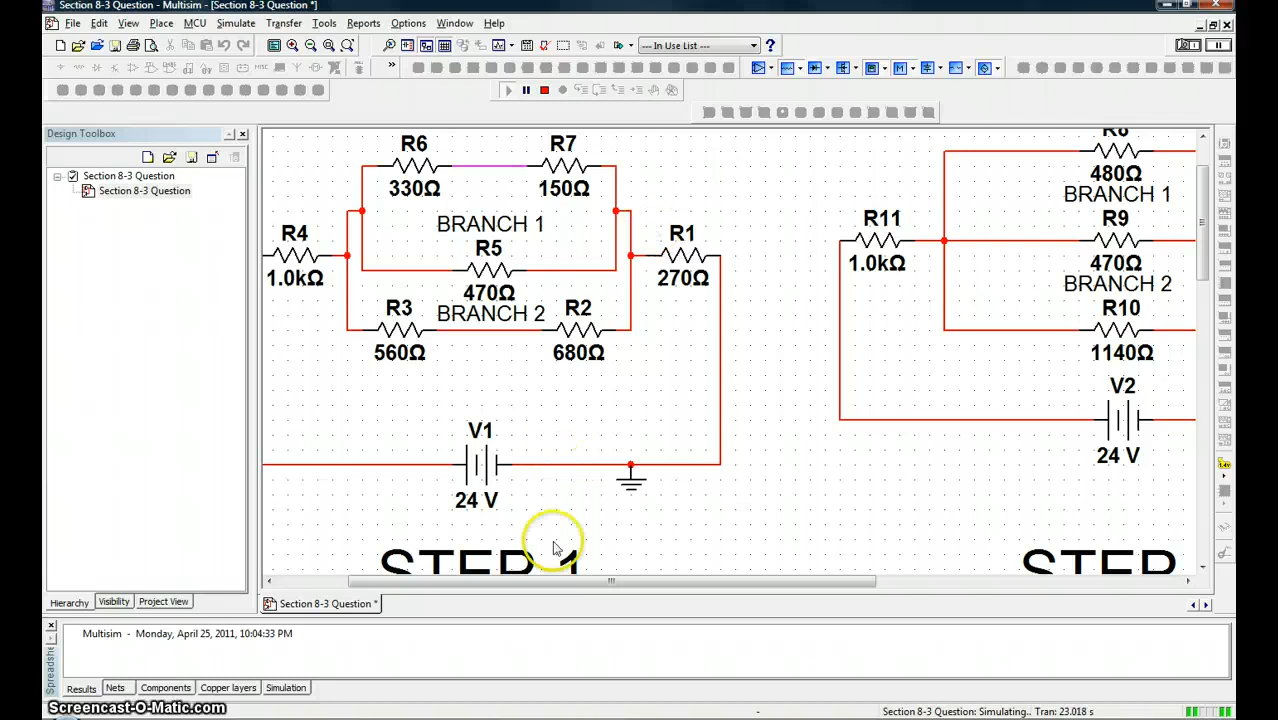 Section 8-3 Question - Multisim - [Section 8-3 Question *]
File Edit View Place MCU Simulate Transfer Tools Reports Options Window Help
--- In Use List ---
Design Toolbox
Section 8-3 Question
Section 8-3 Question
R6 R7
330Ω 150Ω
BRANCH 1
R4 R5 R1
1.0kΩ 470Ω 270Ω
R3 BRANCH 2 R2
560Ω 680Ω
V1
24 V
STEP 1
R8
480Ω
BRANCH 1
R11 R9
1.0kΩ 470Ω
BRANCH 2
R10
1140Ω
V2
24 V
STEP
Hierarchy Visibility Project View
Section 8-3 Question *
Multisim - Monday, April 25, 2011, 10:04:33 PM
Results Nets Components Copper layers Simulation
Screencast-O-Matic.com
Section 8-3 Question: Simulating... Tran: 23.018 s